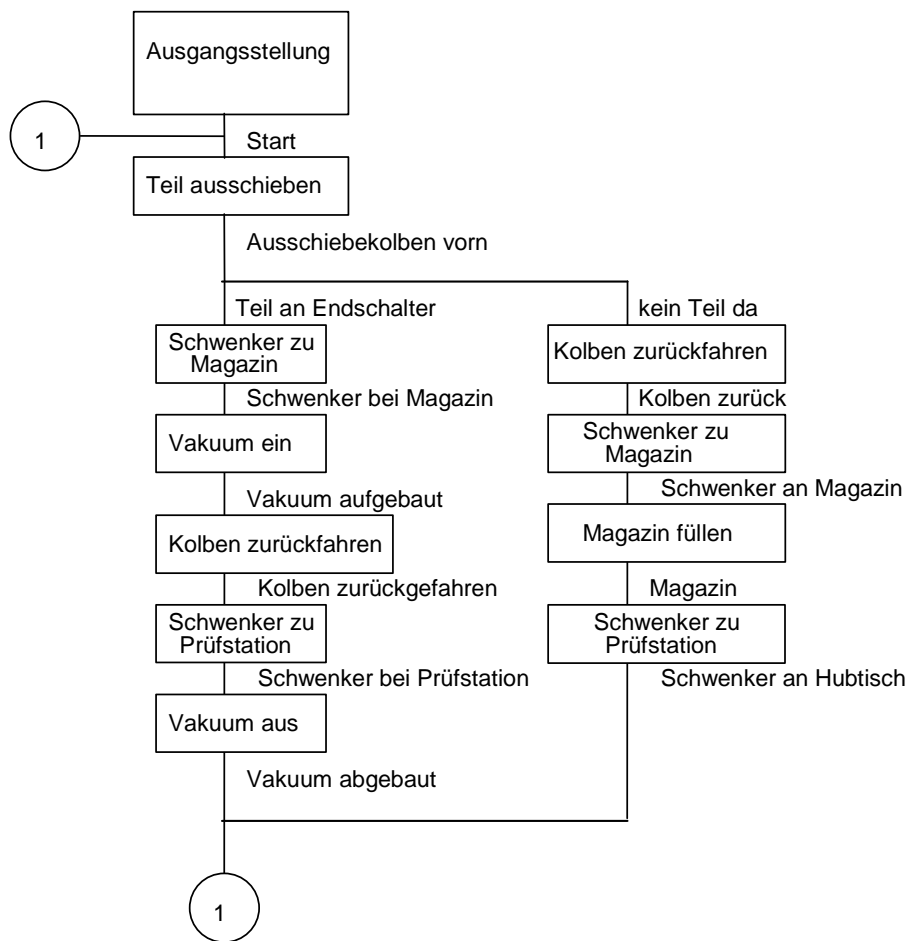 Ausgangsstellung
1
Start
Teil ausschieben
Ausschiebekolben vorn
Teil an Endschalter
Schwenker zu
Magazin
Schwenker bei Magazin
Vakuum ein
Vakuum aufgebaut
Kolben zurückfahren
Kolben zurückgefahren
Schwenker zu
Prüfstation
Schwenker bei Prüfstation
Vakuum aus
Vakuum abgebaut
kein Teil da
Kolben zurückfahren
Kolben zurück
Schwenker zu
Magazin
Schwenker an Magazin
Magazin füllen
Magazin
Schwenker zu
Prüfstation
Schwenker an Hubtisch
1